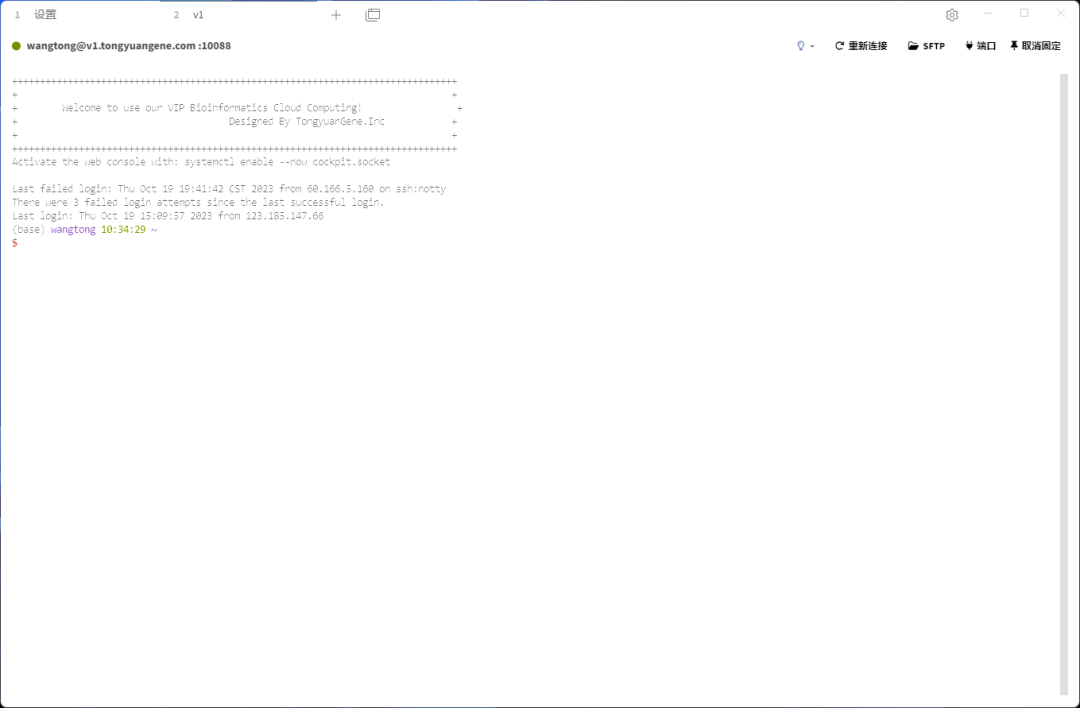 1 设置 2 v1
wangtong@v1.tongyuangene.com :10088 重新连接 SFTP 端口 取消固定
++++++++++++++++++++++++++++++++++++++++++++++++++++++++++++++++++++++++++++++++
+ +
+ Welcome to use our VIP Bioinformatics Cloud Computing! +
+ Designed By TongyuanGene.Inc +
+ +
++++++++++++++++++++++++++++++++++++++++++++++++++++++++++++++++++++++++++++++++
Activate the web console with: systemctl enable --now cockpit.socket
Last failed login: Thu Oct 19 19:41:42 CST 2023 from 60.166.5.160 on ssh:notty
There were 3 failed login attempts since the last successful login.
Last login: Thu Oct 19 15:09:57 2023 from 123.185.147.66
(base) wangtong 10:34:29 ~
$